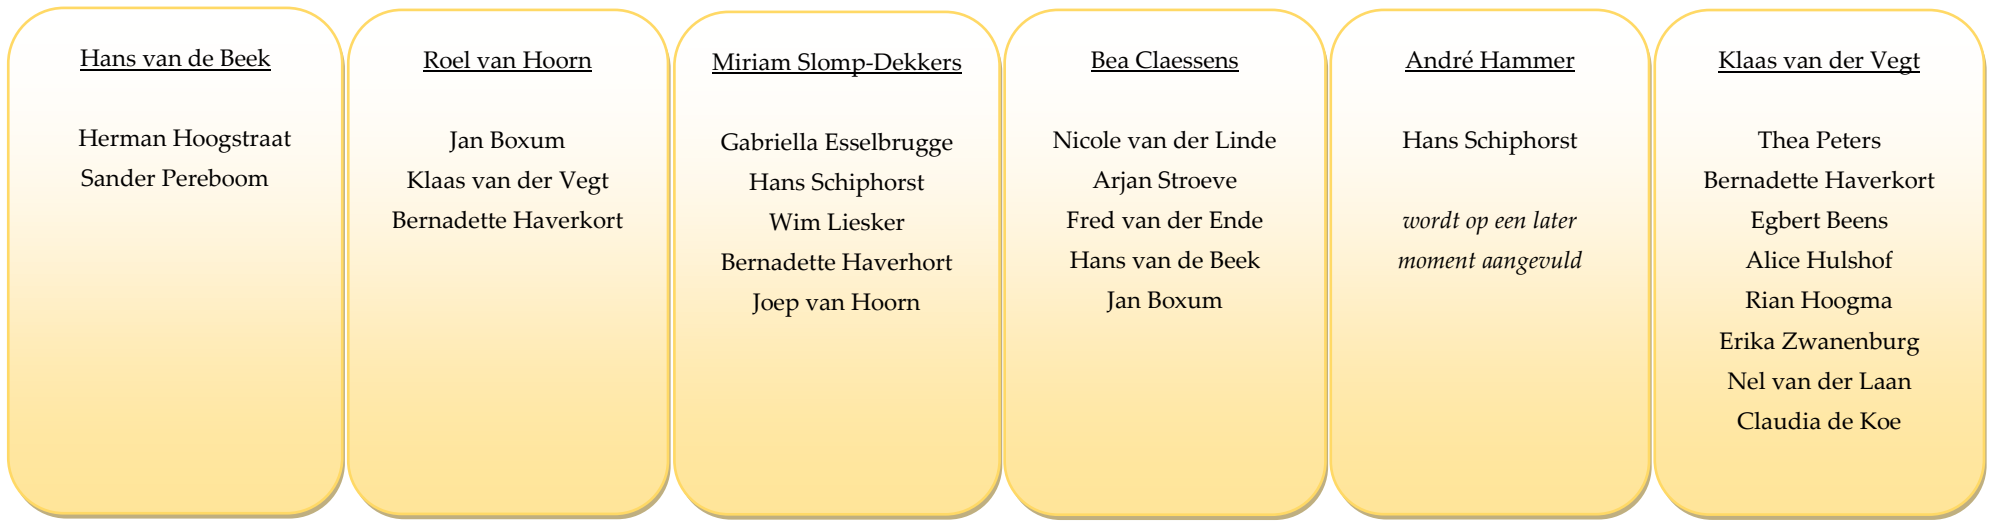 Hans van de Beek
Herman Hoogstraat
Sander Pereboom
Roel van Hoorn
Jan Boxum
Klaas van der Vegt
Bernadette Haverkort
Miriam Slomp-Dekkers
Gabriella Esselbrugge
Hans Schiphorst
Wim Liesker
Bernadette Haverhort
Joep van Hoorn
Bea Claessens
Nicole van der Linde
Arjan Stroeve
Fred van der Ende
Hans van de Beek
Jan Boxum
André Hammer
Hans Schiphorst
wordt op een later
moment aangevuld
Klaas van der Vegt
Thea Peters
Bernadette Haverkort
Egbert Beens
Alice Hulshof
Rian Hoogma
Erika Zwanenburg
Nel van der Laan
Claudia de Koe